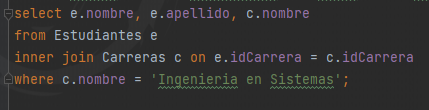 select e.nombre, e.apellido, c.nombre
from Estudiantes e
inner join Carreras c on e.idCarrera = c.idCarrera
where c.nombre = 'Ingenieria en Sistemas';